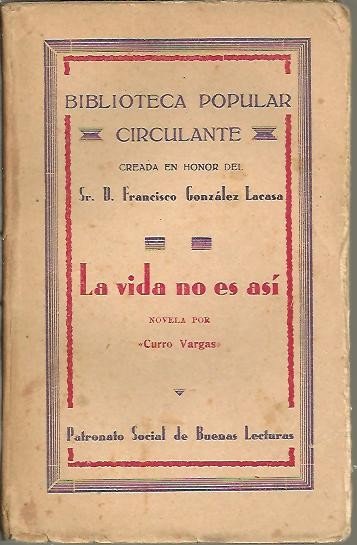 BIBLIOTECA POPULAR
CIRCULANTE
CREADA EN HONOR DEL
Sr. D. Francisco González Lacasa
La vida no es así
NOVELA POR
«Curro Vargas»
Patronato Social de Buenas Lecturas